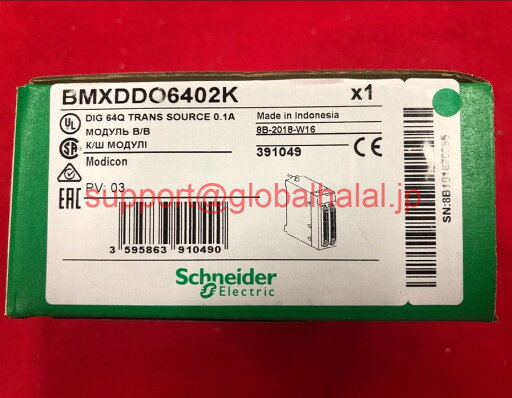 BMXDDO6402K x1
DIG 64Q TRANS SOURCE 0.1A
Made in Indonesia
МОДУЛЬ В/В
8B-2018-W16
К/Ш МОДУЛІ
391049
Modicon
PV: 03
support@globalhalal.jp
3 595863 910490
Schneider
Electric